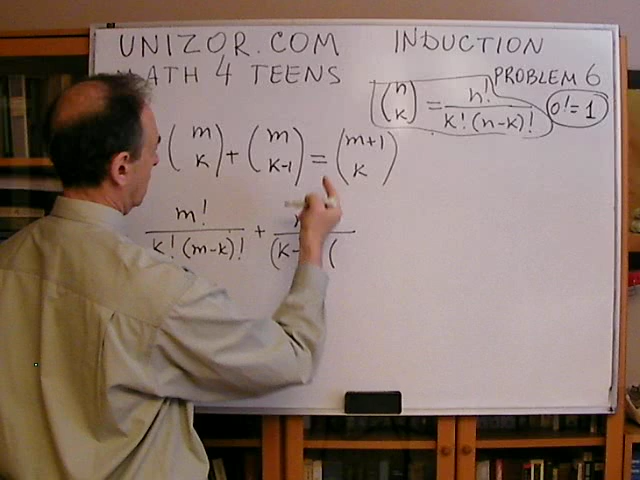 UNIZOR.COM INDUCTION
MATH 4 TEENS PROBLEM 6
(n k) = n! / k! (n-k)! 0! = 1
(m k) + (m k-1) = (m+1 k)
m! / k! (m-k)! + / (k- (